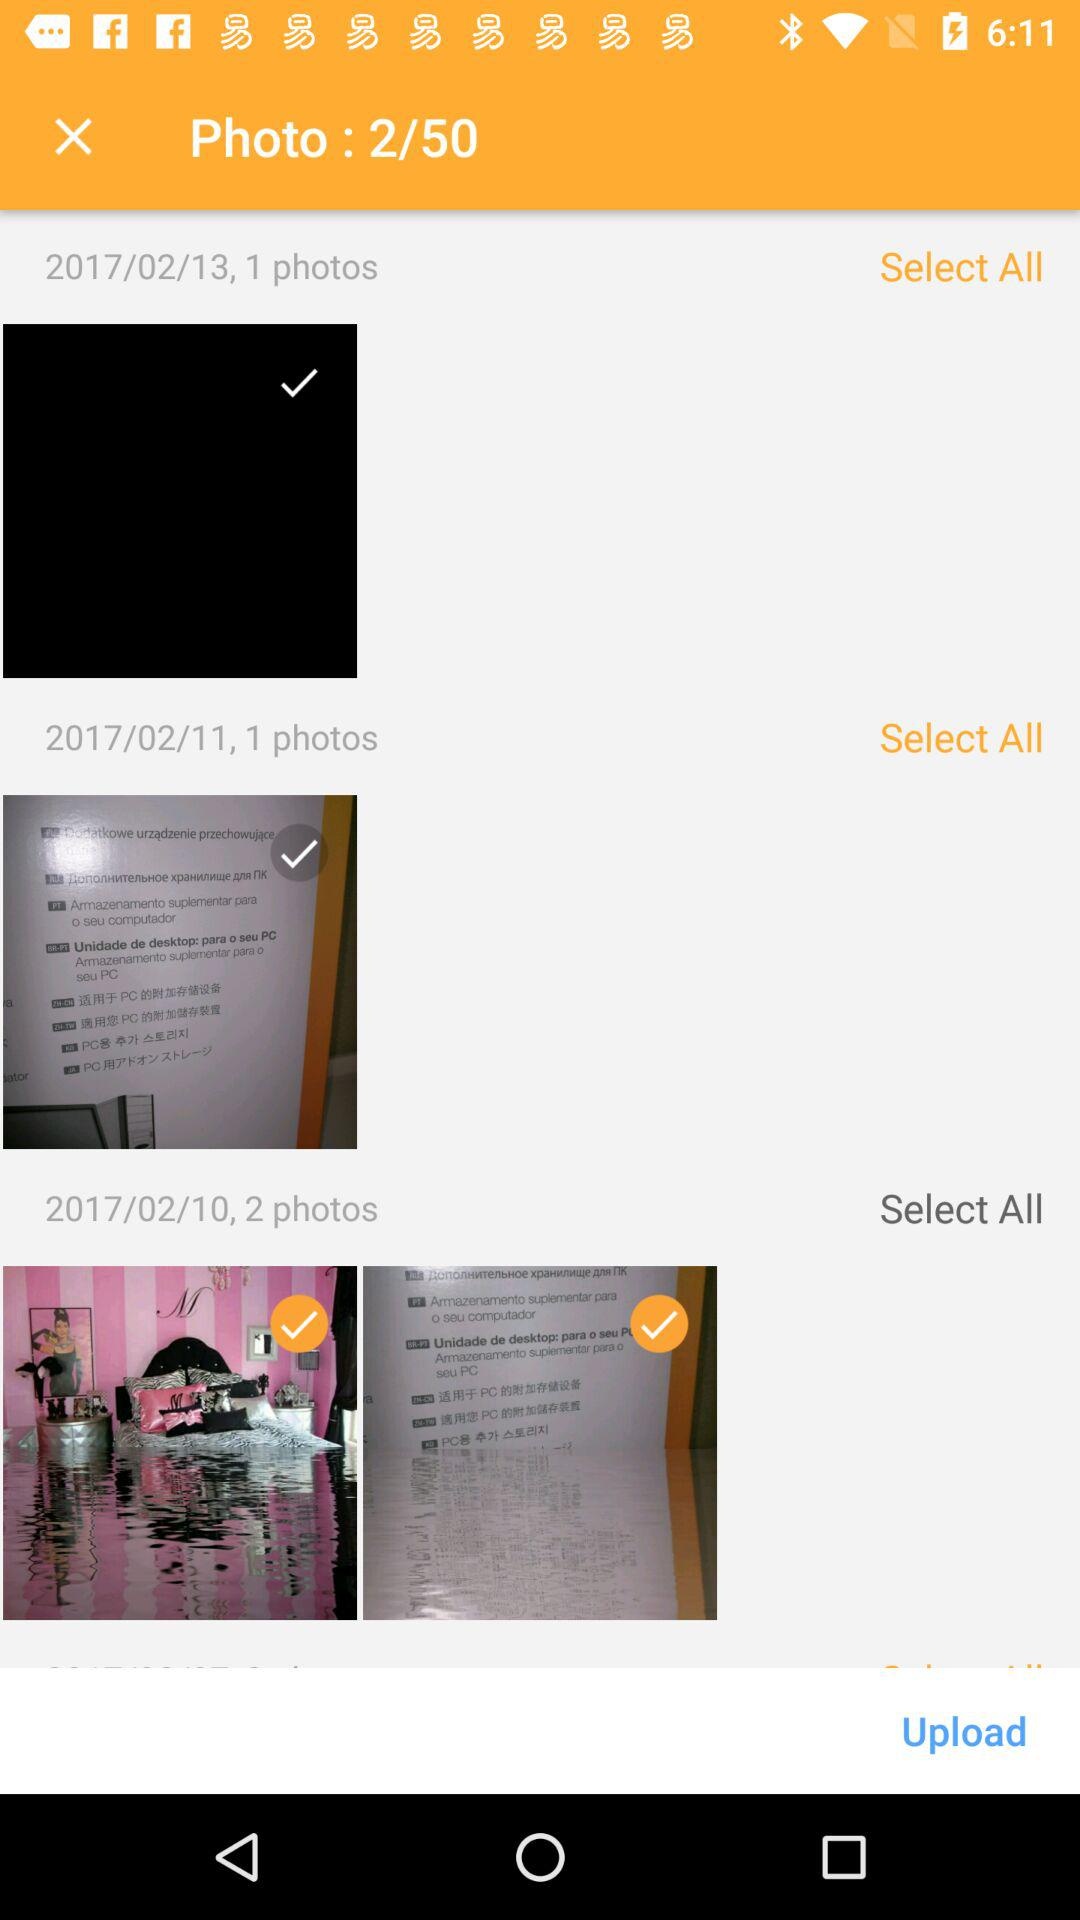 6:11
Photo : 2/50
2017/02/13, 1 photos
Select All
2017/02/11, 1 photos
Select All
Dodatkowe urządzenie przechowujące
Дополнительное хранилище для ПК
PT Armazenamento suplementar para
o seu computador
BR-PT Unidade de desktop: para o seu PC
Armazenamento suplementar para o
seu PC
ZH-CN 适用于 PC 的附加存储设备
ZH-TW 適用您 PC 的附加儲存裝置
KO PC용 추가 스토리지
JA PC 用アドオン ストレージ
2017/02/10, 2 photos
Select All
M
Дополнительное хранилище для ПК
PT Armazenamento suplementar para
o seu computador
BR-PT Unidade de desktop: para o seu
Armazenamento suplementar para o
seu PC
ZH-CN 适用于 PC 的附加存储设备
ZH-TW 適用您 PC 的附加儲存裝置
KO PC용 추가 스토리지
Upload